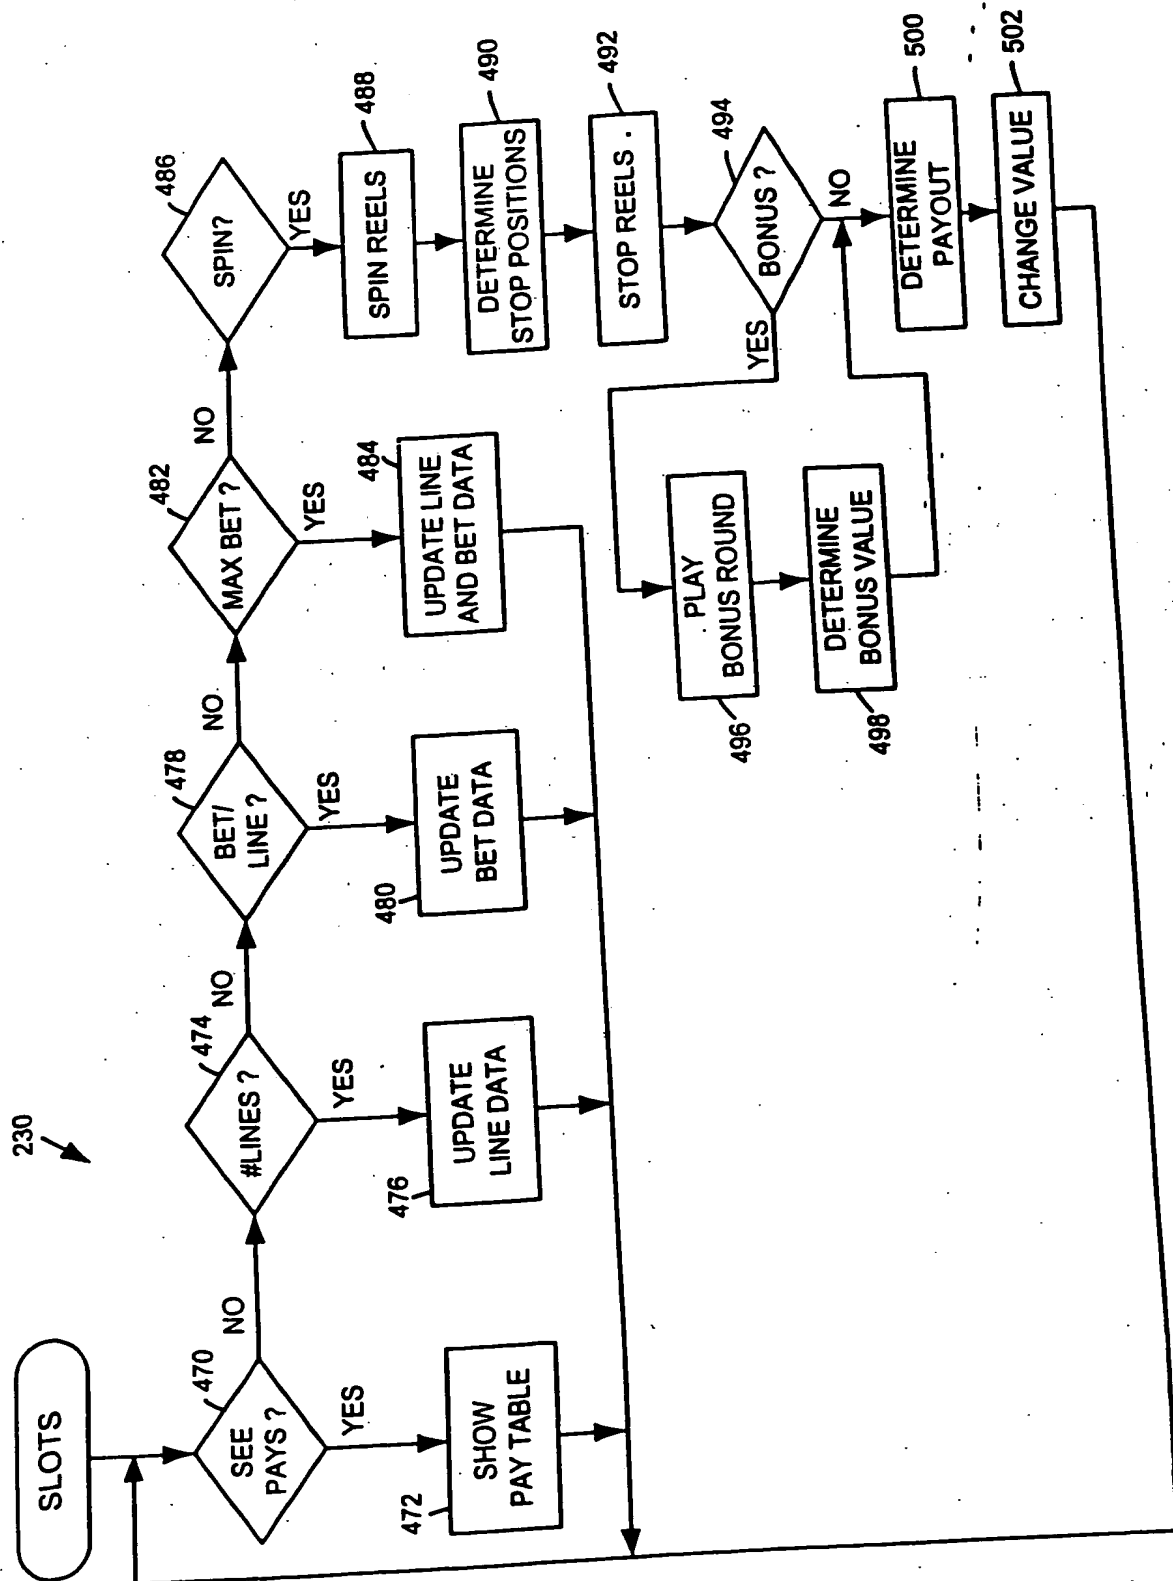 230
SLOTS
470
SEE
PAYS ?
NO
YES
472
SHOW
PAY TABLE
474
#LINES ?
NO
YES
476
UPDATE
LINE DATA
478
BET/
LINE ?
NO
YES
480
UPDATE
BET DATA
482
MAX BET ?
NO
YES
484
UPDATE LINE
AND BET DATA
486
SPIN?
YES
488
SPIN REELS
490
DETERMINE
STOP POSITIONS
492
STOP REELS
494
BONUS ?
YES
NO
496
PLAY
BONUS ROUND
498
DETERMINE
BONUS VALUE
500
DETERMINE
PAYOUT
502
CHANGE VALUE